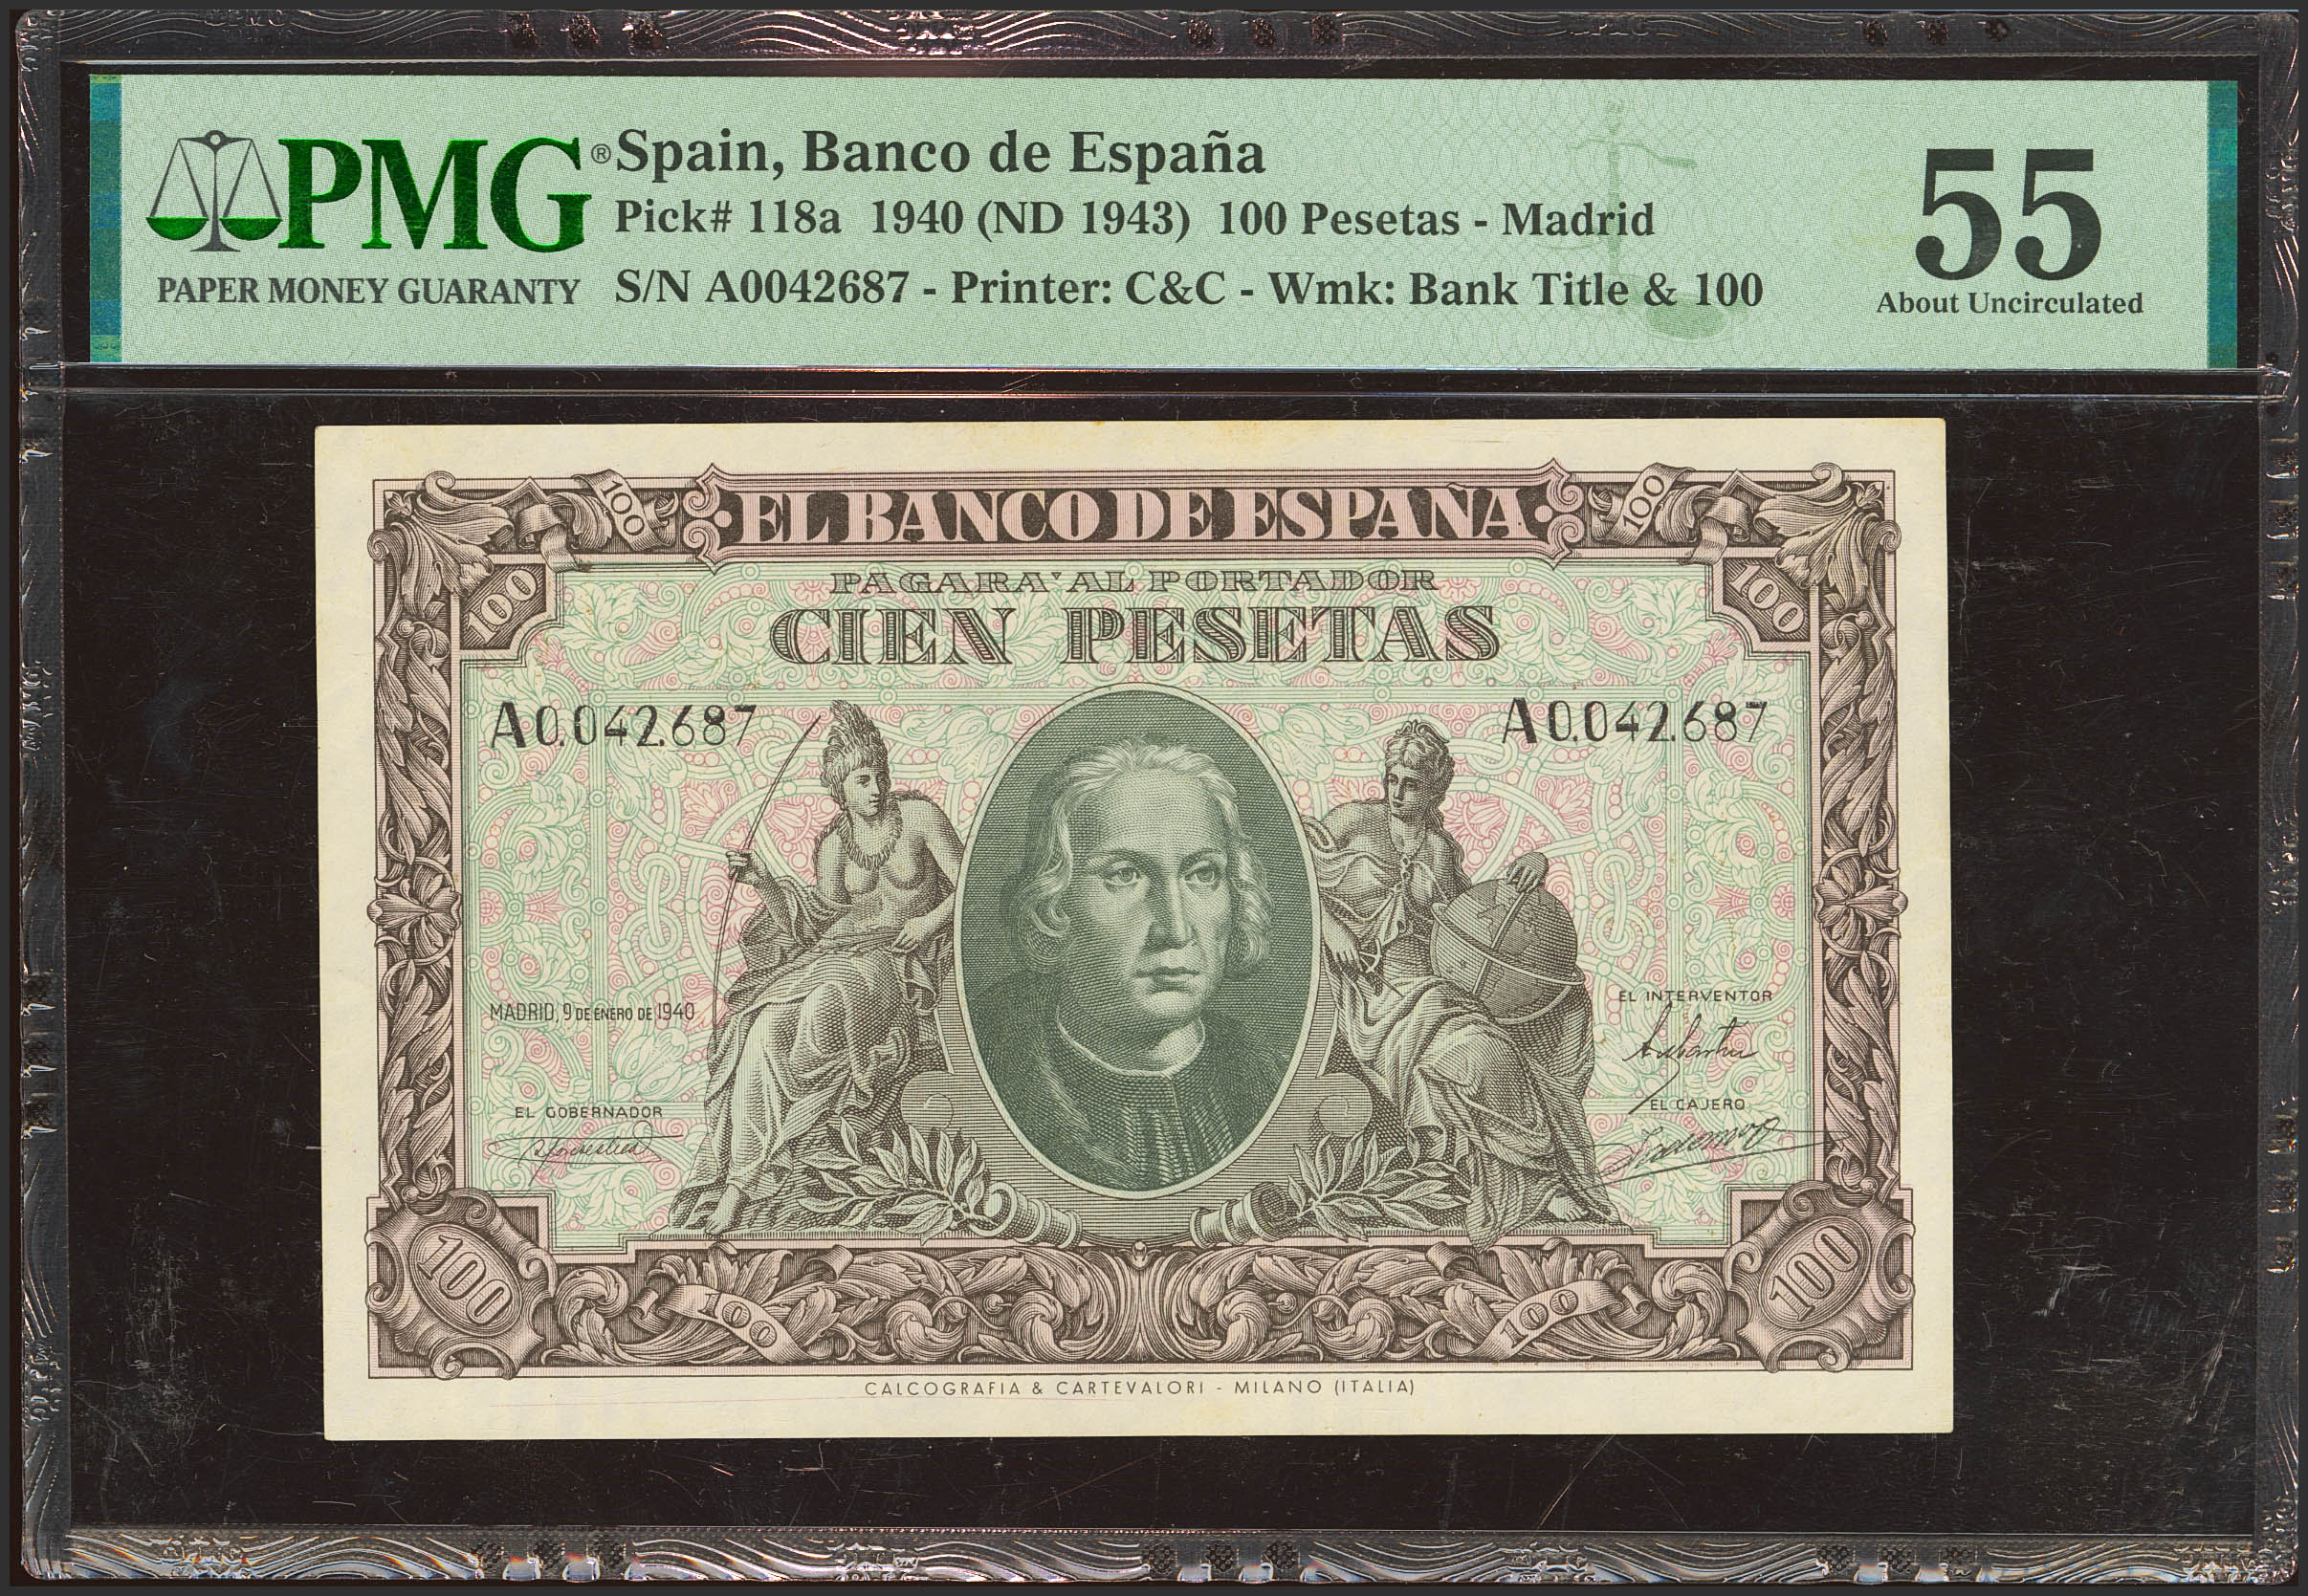 PMG®
PAPER MONEY GUARANTY
Spain, Banco de España
Pick# 118a 1940 (ND 1943) 100 Pesetas - Madrid
S/N A0042687 - Printer: C&C - Wmk: Bank Title & 100
55
About Uncirculated
100
EL BANCO DE ESPAÑA
100
100
PAGARA AL PORTADOR
100
CIEN PESETAS
A0.042.687
A0.042.687
MADRID, 9 DE ENERO DE 1940
EL INTERVENTOR
EL GOBERNADOR
EL CAJERO
100
100
100
100
CALCOGRAFIA & CARTEVALORI - MILANO (ITALIA)